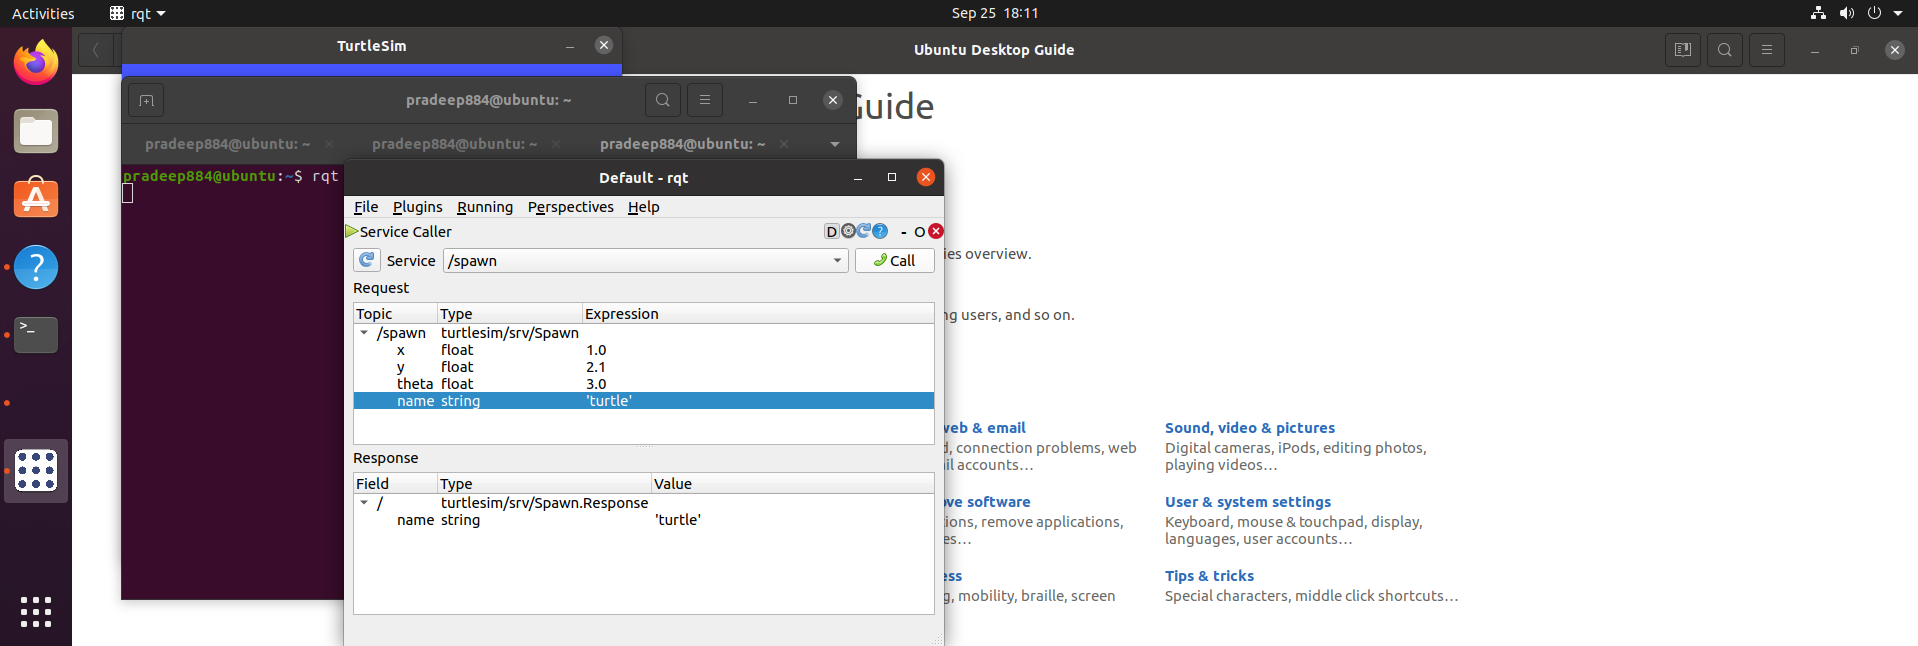 Activities
rqt
Sep 25 18:11
TurtleSim
Ubuntu Desktop Guide
pradeep884@ubuntu: ~
Guide
pradeep884@ubuntu: ~
pradeep884@ubuntu: ~
pradeep884@ubuntu: ~
pradeep884@ubuntu:~$ rqt
Default - rqt
File Plugins Running Perspectives Help
Service Caller
D
- O
Service /spawn Call
Request
Topic Type Expression
/spawn turtlesim/srv/Spawn
x float 1.0
y float 2.1
theta float 3.0
name string 'turtle'
Response
Field Type Value
/ turtlesim/srv/Spawn.Response
name string 'turtle'
ies overview.
ng users, and so on.
web & email
d, connection problems, web
il accounts…
ve software
ions, remove applications,
es…
ess
g, mobility, braille, screen
Sound, video & pictures
Digital cameras, iPods, editing photos,
playing videos…
User & system settings
Keyboard, mouse & touchpad, display,
languages, user accounts…
Tips & tricks
Special characters, middle click shortcuts…